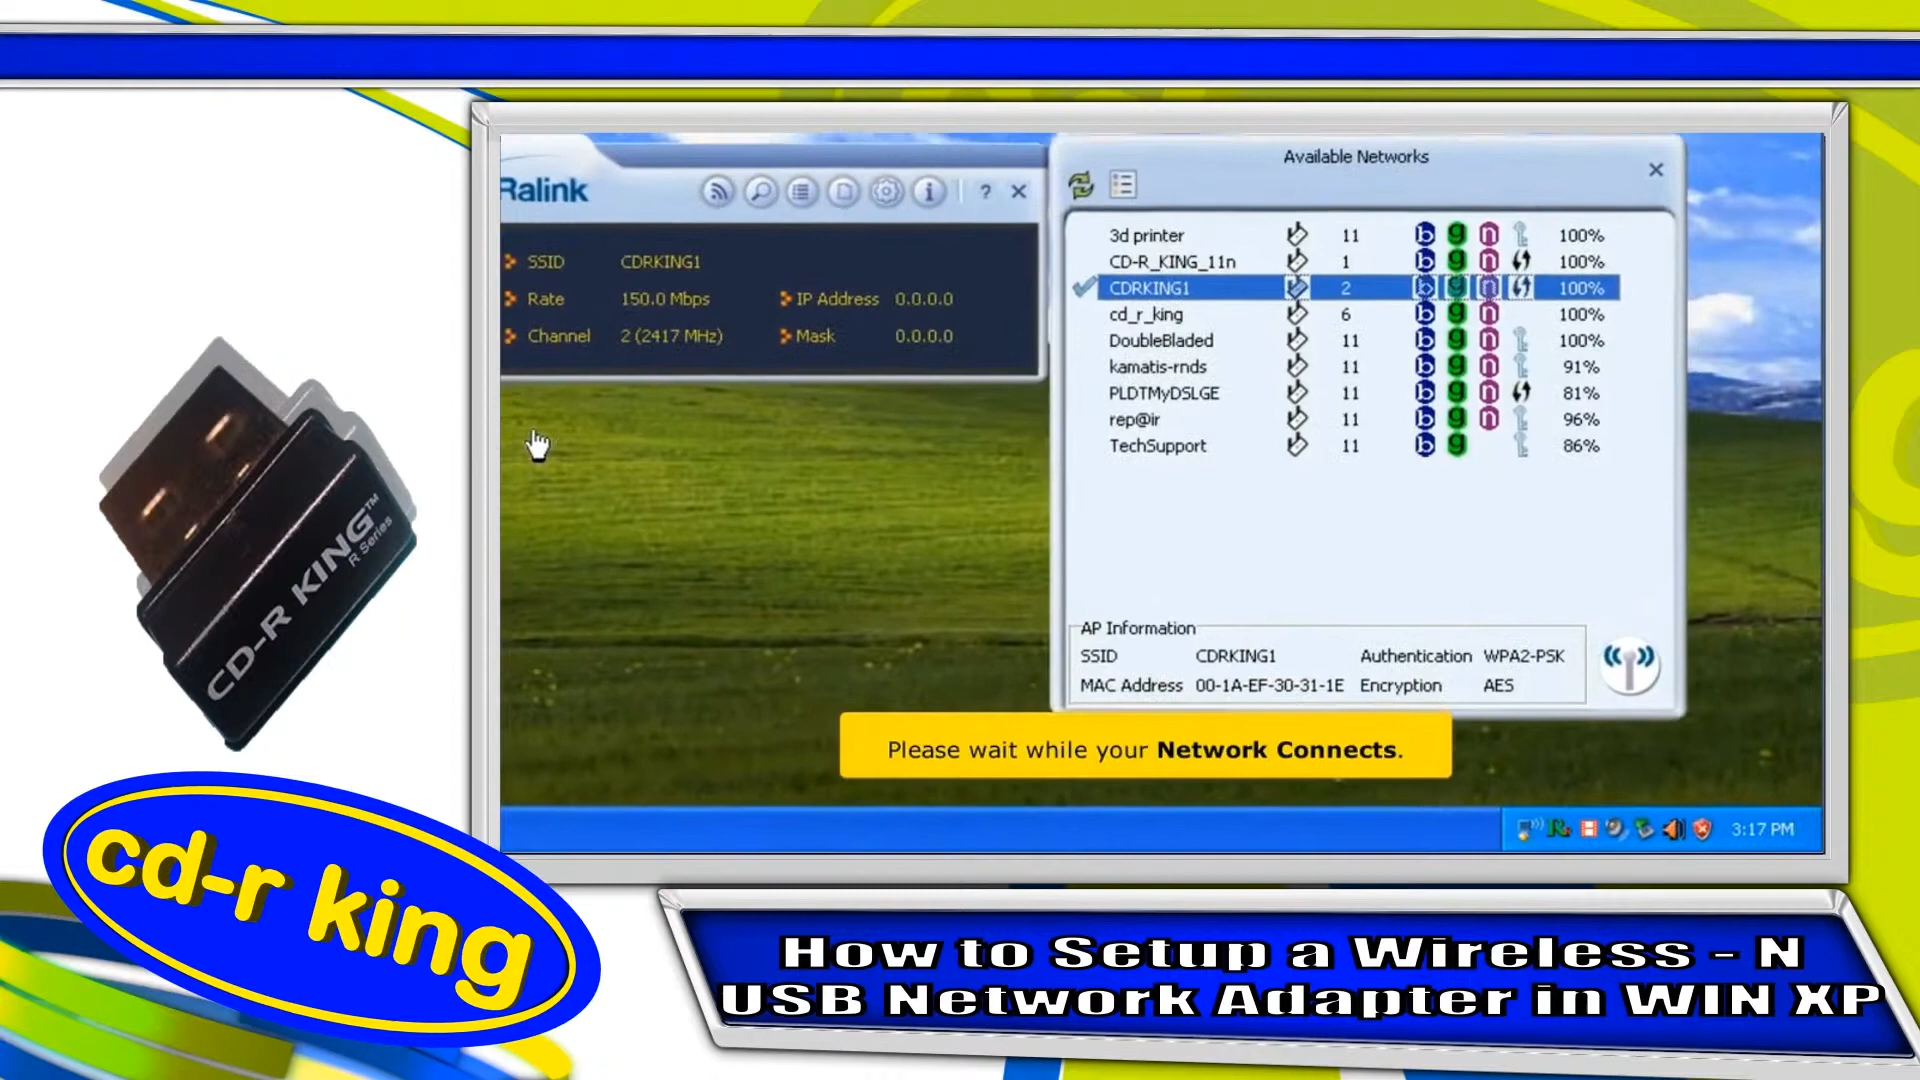 Ralink
?
SSID CDRKING1
Rate 150.0 Mbps IP Address 0.0.0.0
Channel 2 (2417 MHz) Mask 0.0.0.0
Available Networks
3d printer 11 b g n 100%
CD-R_KING_11n 1 b g n 100%
CDRKING1 2 b g n 100%
cd_r_king 6 b g n 100%
DoubleBladed 11 b g n 100%
kamatis-rnds 11 b g n 91%
PLDTMyDSLGE 11 b g n 81%
rep@ir 11 b g n 96%
TechSupport 11 b g 86%
AP Information
SSID CDRKING1 Authentication WPA2-PSK
MAC Address 00-1A-EF-30-31-1E Encryption AES
Please wait while your Network Connects.
3:17 PM
CD-R KING™
R Series
cd-r king
How to Setup a Wireless - N
USB Network Adapter in WIN XP